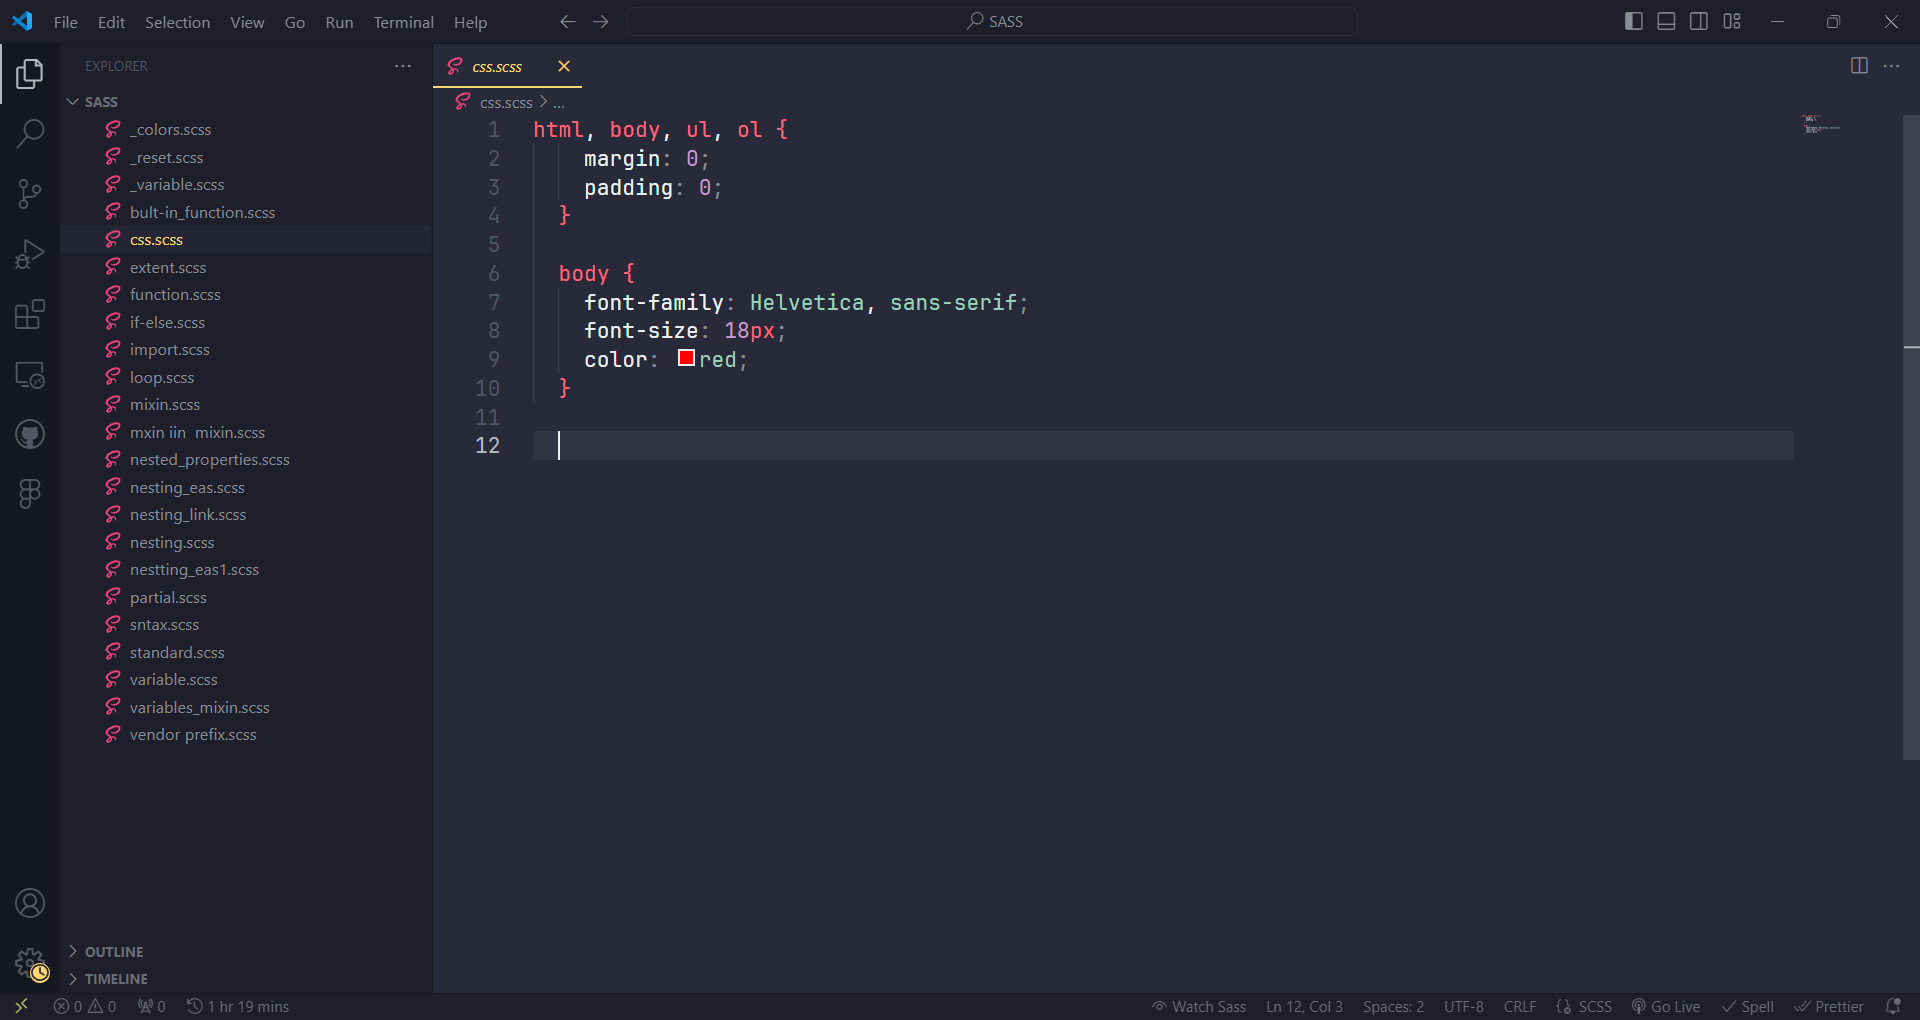 File Edit Selection View Go Run Terminal Help
SASS
EXPLORER
SASS
_colors.scss
_reset.scss
_variable.scss
bult-in_function.scss
css.scss
extent.scss
function.scss
if-else.scss
import.scss
loop.scss
mixin.scss
mxin iin  mixin.scss
nested_properties.scss
nesting_eas.scss
nesting_link.scss
nesting.scss
nestting_eas1.scss
partial.scss
sntax.scss
standard.scss
variable.scss
variables_mixin.scss
vendor prefix.scss
OUTLINE
TIMELINE
css.scss
css.scss > ...
1 html, body, ul, ol {
2     margin: 0;
3     padding: 0;
4   }
5
6   body {
7     font-family: Helvetica, sans-serif;
8     font-size: 18px;
9     color: red;
10   }
11
12
0 0 0 1 hr 19 mins Watch Sass Ln 12, Col 3 Spaces: 2 UTF-8 CRLF SCSS Go Live Spell Prettier